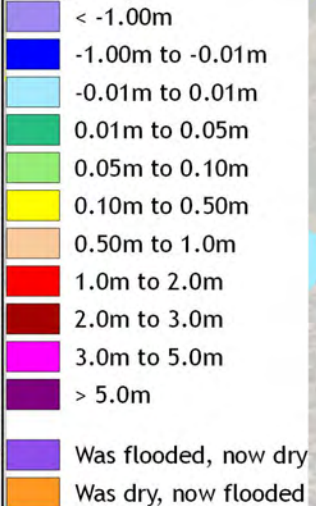 < -1.00m
-1.00m to -0.01m
-0.01m to 0.01m
0.01m to 0.05m
0.05m to 0.10m
0.10m to 0.50m
0.50m to 1.0m
1.0m to 2.0m
2.0m to 3.0m
3.0m to 5.0m
> 5.0m
Was flooded, now dry
Was dry, now flooded